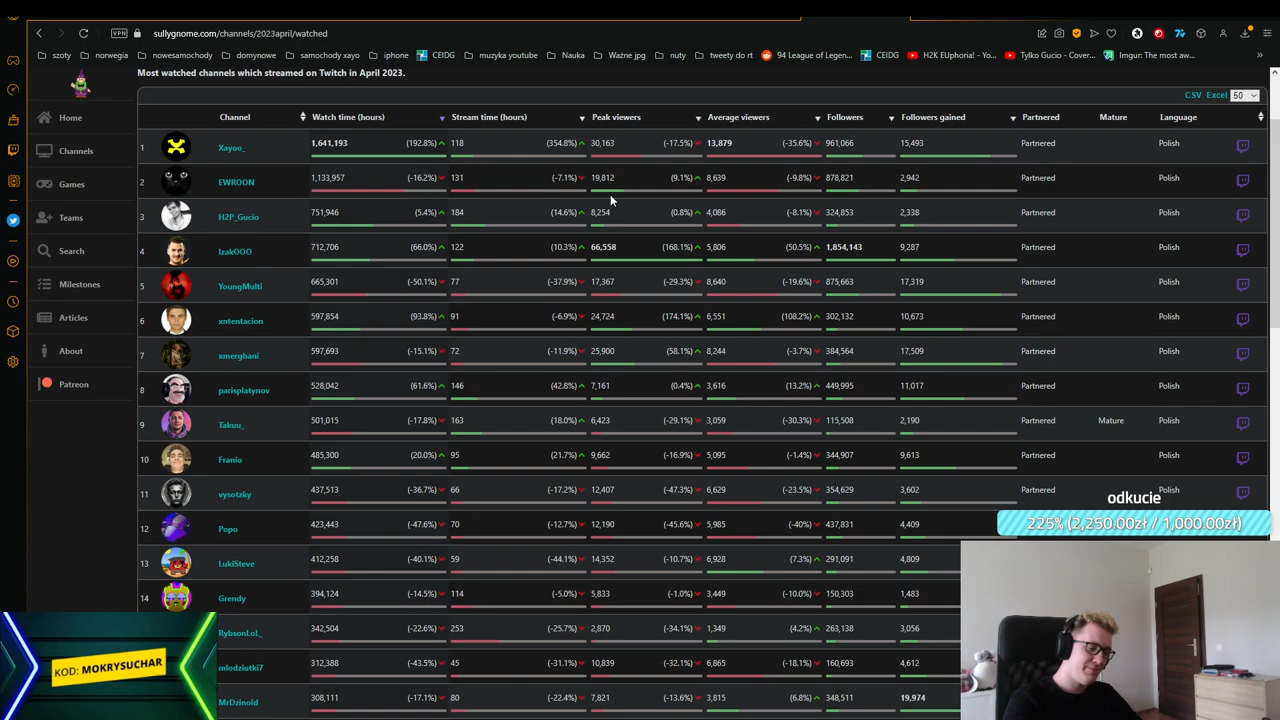 VPN sullygnome.com/channels/2023april/watched
szoty norwegia nowesamochody domynowe samochody xayo iphone CEIDG muzyka youtube Nauka Ważne jpg nuty tweety do rt 94 League of Legen... CEIDG H2K EUphoria! - Yo... Tylko Gucio - Cover... Imgur: The most aw...
Most watched channels which streamed on Twitch in April 2023.
CSV Excel 50
Home
Channels
Games
Teams
Search
Milestones
Articles
About
Patreon
Channel Watch time (hours) Stream time (hours) Peak viewers Average viewers Followers Followers gained Partnered Mature Language
1 Xayoo_ 1,641,193 (192.8%) 118 (354.8%) 30,163 (-17.5%) 13,879 (-35.6%) 961,066 15,493 Partnered Polish
2 EWROON 1,133,957 (-16.2%) 131 (-7.1%) 19,812 (9.1%) 8,639 (-9.8%) 878,821 2,942 Partnered Polish
3 H2P_Gucio 751,946 (5.4%) 184 (14.6%) 8,254 (0.8%) 4,086 (-8.1%) 324,853 2,338 Partnered Polish
4 IzakOOO 712,706 (66.0%) 122 (10.3%) 66,558 (168.1%) 5,806 (50.5%) 1,854,143 9,287 Partnered Polish
5 YoungMulti 665,301 (-50.1%) 77 (-37.9%) 17,367 (-29.3%) 8,640 (-19.6%) 875,663 17,319 Partnered Polish
6 xntentacion 597,854 (93.8%) 91 (-6.9%) 24,724 (174.1%) 6,551 (108.2%) 302,132 10,673 Partnered Polish
7 xmerghani 597,693 (-15.1%) 72 (-11.9%) 25,900 (58.1%) 8,244 (-3.7%) 384,564 17,509 Partnered Polish
8 parisplatynov 528,042 (61.6%) 146 (42.8%) 7,161 (0.4%) 3,616 (13.2%) 449,995 11,017 Partnered Polish
9 Takuu_ 501,015 (-17.8%) 163 (18.0%) 6,423 (-29.1%) 3,059 (-30.3%) 115,508 2,190 Partnered Mature Polish
10 Franio 485,300 (20.0%) 95 (21.7%) 9,662 (-16.9%) 5,095 (-1.4%) 344,907 9,613 Partnered Polish
11 vysotzky 437,513 (-36.7%) 66 (-17.2%) 12,407 (-47.3%) 6,629 (-23.5%) 354,629 3,602 Partnered Polish
12 Popo 423,443 (-47.6%) 70 (-12.7%) 12,190 (-45.6%) 5,985 (-40%) 437,831 4,409
13 LukiSteve 412,258 (-40.1%) 59 (-44.1%) 14,352 (-10.7%) 6,928 (7.3%) 291,091 4,809
14 Grendy 394,124 (-14.5%) 114 (-5.0%) 5,833 (-1.0%) 3,449 (-10.0%) 150,303 1,483
RybsonLoL_ 342,504 (-22.6%) 253 (-25.7%) 2,870 (-34.1%) 1,349 (4.2%) 263,138 3,056
mlodziutki7 312,388 (-43.5%) 45 (-31.1%) 10,839 (-32.1%) 6,865 (-18.1%) 160,693 4,612
MrDzinold 308,111 (-17.1%) 80 (-22.4%) 7,821 (-13.6%) 3,815 (6.8%) 348,511 19,974
odkucie
225% (2,250.00zł / 1,000.00zł)
KOD: MOKRYSUCHAR